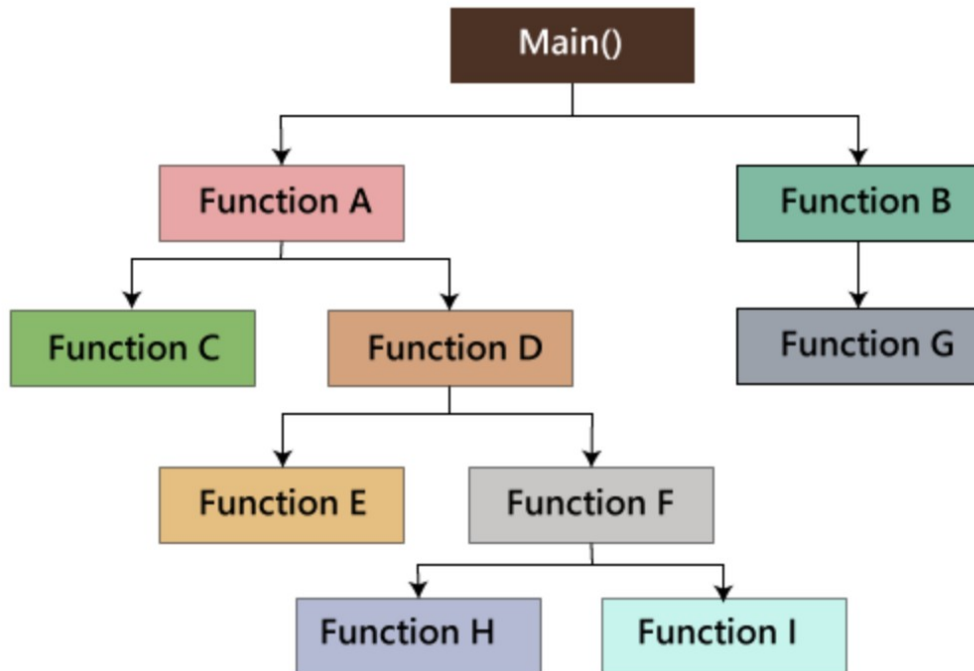 Main()
Function A
Function B
Function C
Function D
Function G
Function E
Function F
Function H
Function I